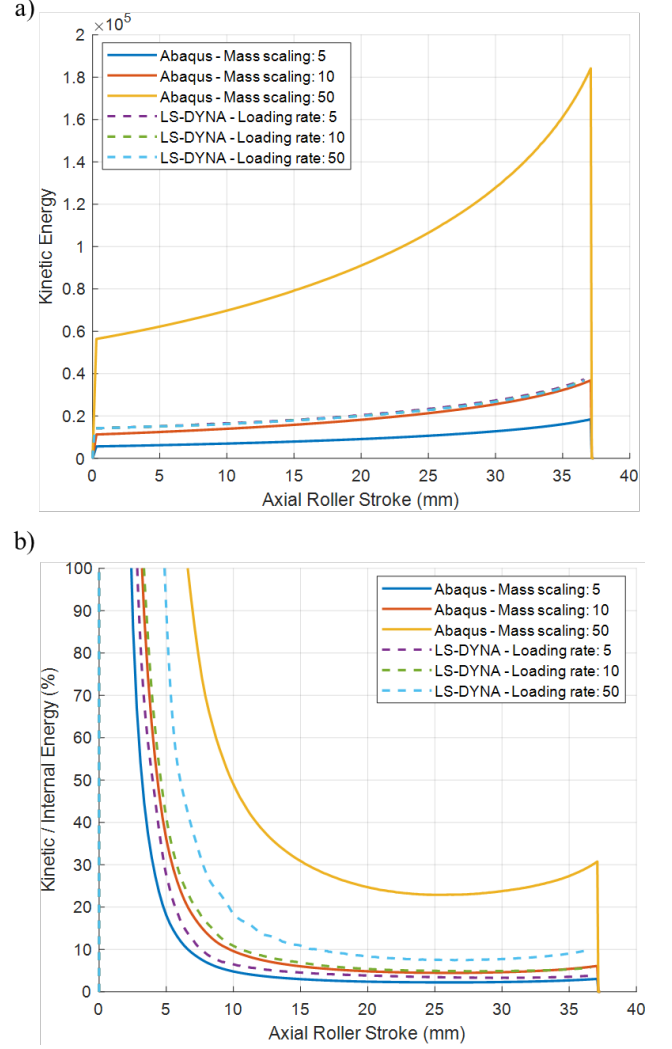 a)
×10⁵
2
1.8
1.6
1.4
1.2
1
0.8
0.6
0.4
0.2
0
Kinetic Energy
Abaqus - Mass scaling: 5
Abaqus - Mass scaling: 10
Abaqus - Mass scaling: 50
LS-DYNA - Loading rate: 5
LS-DYNA - Loading rate: 10
LS-DYNA - Loading rate: 50
0 5 10 15 20 25 30 35 40
Axial Roller Stroke (mm)
b)
100
90
80
70
60
50
40
30
20
10
0
Kinetic / Internal Energy (%)
Abaqus - Mass scaling: 5
Abaqus - Mass scaling: 10
Abaqus - Mass scaling: 50
LS-DYNA - Loading rate: 5
LS-DYNA - Loading rate: 10
LS-DYNA - Loading rate: 50
0 5 10 15 20 25 30 35 40
Axial Roller Stroke (mm)